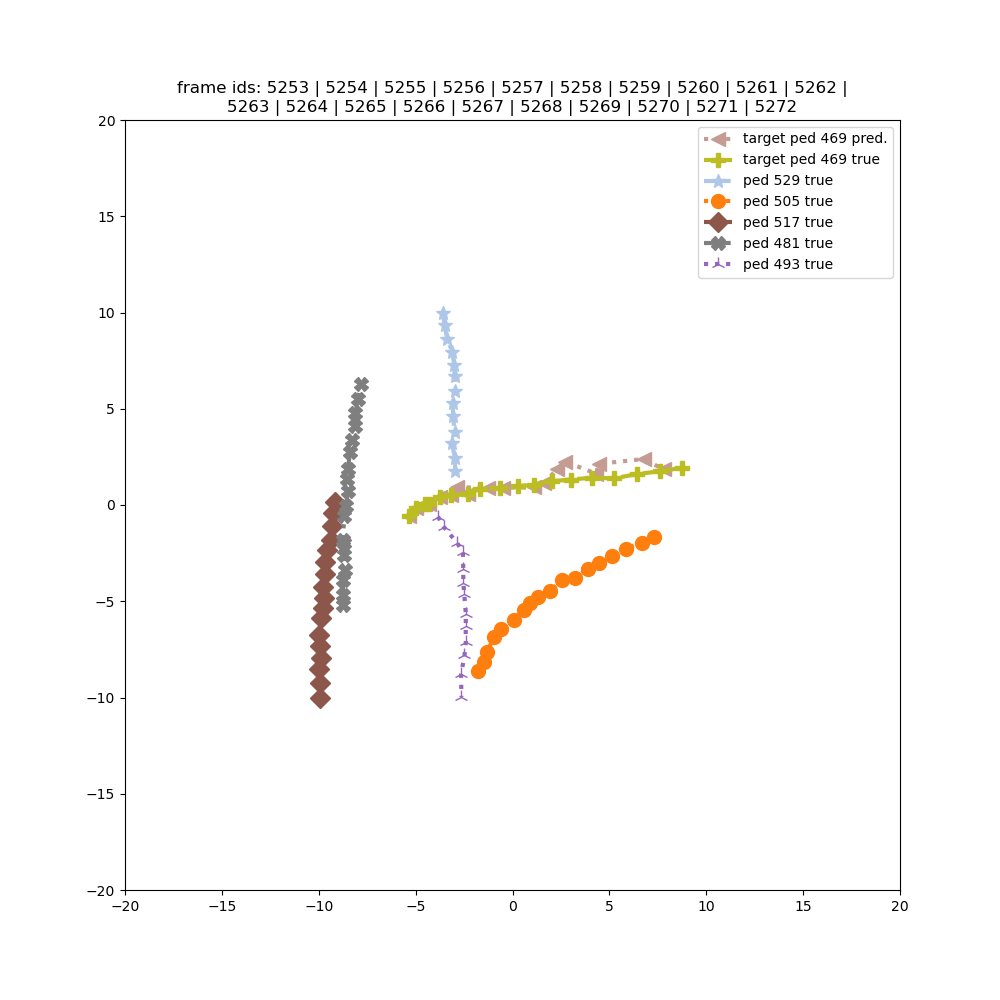 frame ids: 5253 | 5254 | 5255 | 5256 | 5257 | 5258 | 5259 | 5260 | 5261 | 5262 |
5263 | 5264 | 5265 | 5266 | 5267 | 5268 | 5269 | 5270 | 5271 | 5272
20
15
10
5
0
−5
−10
−15
−20
target ped 469 pred.
target ped 469 true
ped 529 true
ped 505 true
ped 517 true
ped 481 true
ped 493 true
−20 −15 −10 −5 0 5 10 15 20